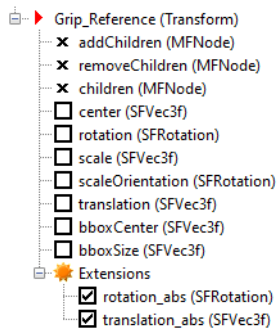 Grip_Reference (Transform)
addChildren (MFNode)
removeChildren (MFNode)
children (MFNode)
center (SFVec3f)
rotation (SFRotation)
scale (SFVec3f)
scaleOrientation (SFRotation)
translation (SFVec3f)
bboxCenter (SFVec3f)
bboxSize (SFVec3f)
Extensions
rotation_abs (SFRotation)
translation_abs (SFVec3f)